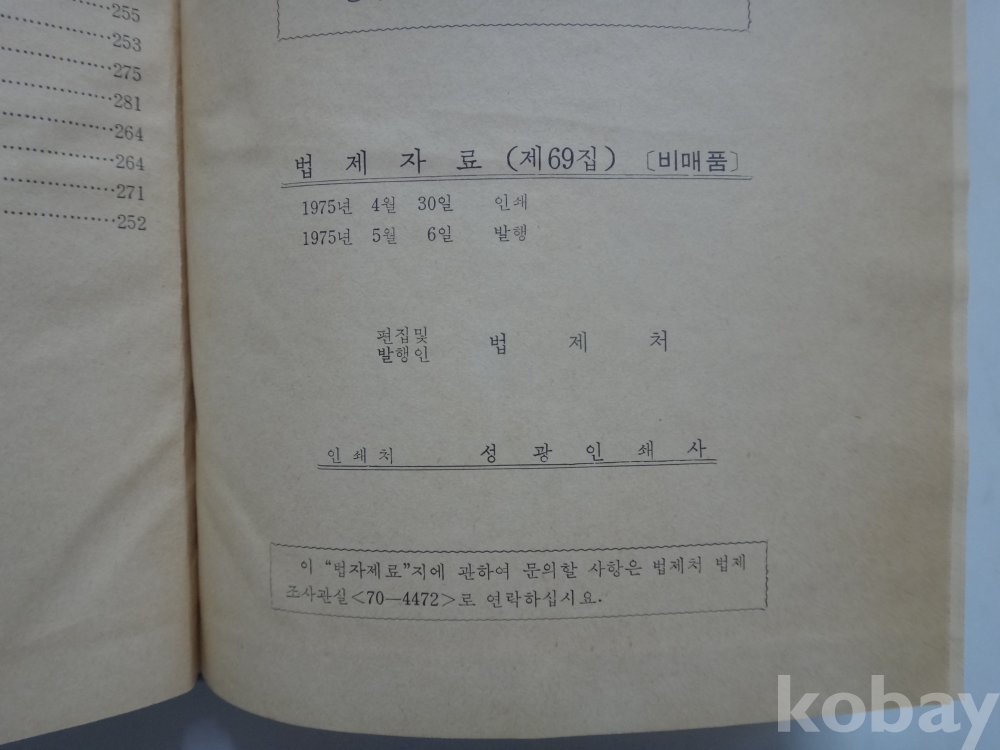 255
253
275
281
264
264
271
252
법 제 자 료 (제69집) 〔비매품〕
1975년 4월 30일 인쇄
1975년 5월 6일 발행
편집및
발행인 법 제 처
인 쇄 처 성 광 인 쇄 사
이 “법자제료”지에 관하여 문의할 사항은 법제처 법제
조사관실<70—4472>로 연락하십시요.
kobay